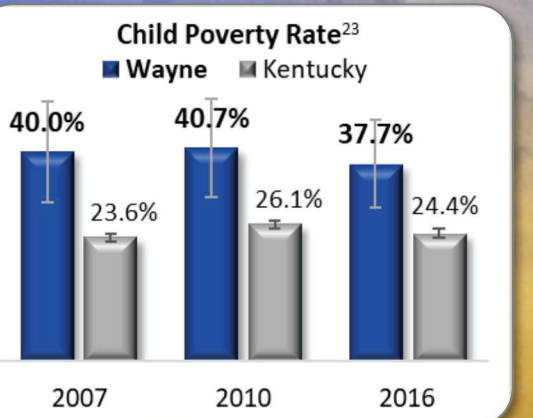 Child Poverty Rate23
Wayne Kentucky
40.0% 40.7% 37.7%
23.6% 26.1% 24.4%
2007 2010 2016